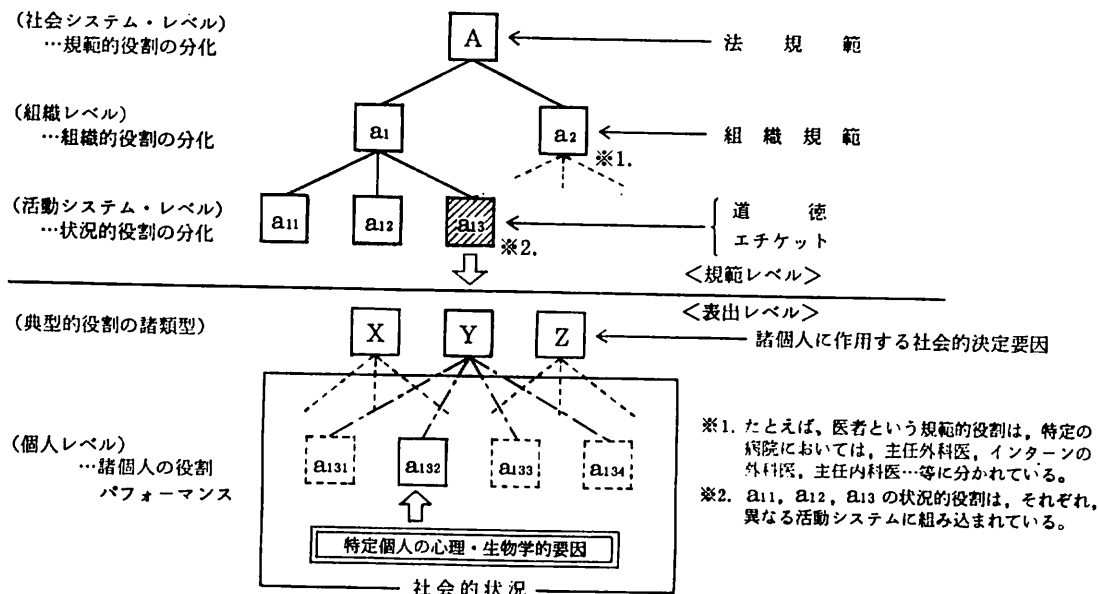 (社会システム・レベル)
…規範的役割の分化
A
法規範
(組織レベル)
…組織的役割の分化
a1
a2
※1.
組織規範
(活動システム・レベル)
…状況的役割の分化
a11
a12
a13
※2.
道徳
エチケット
<規範レベル>
<表出レベル>
(典型的役割の諸類型)
X
Y
Z
諸個人に作用する社会的決定要因
(個人レベル)
…諸個人の役割
パフォーマンス
a131
a132
a133
a134
特定個人の心理・生物学的要因
社会的状況
※1. たとえば,医者という規範的役割は,特定の
病院においては,主任外科医,インターンの
外科医,主任内科医…等に分かれている。
※2. a11,a12,a13の状況的役割は,それぞれ,
異なる活動システムに組み込まれている。